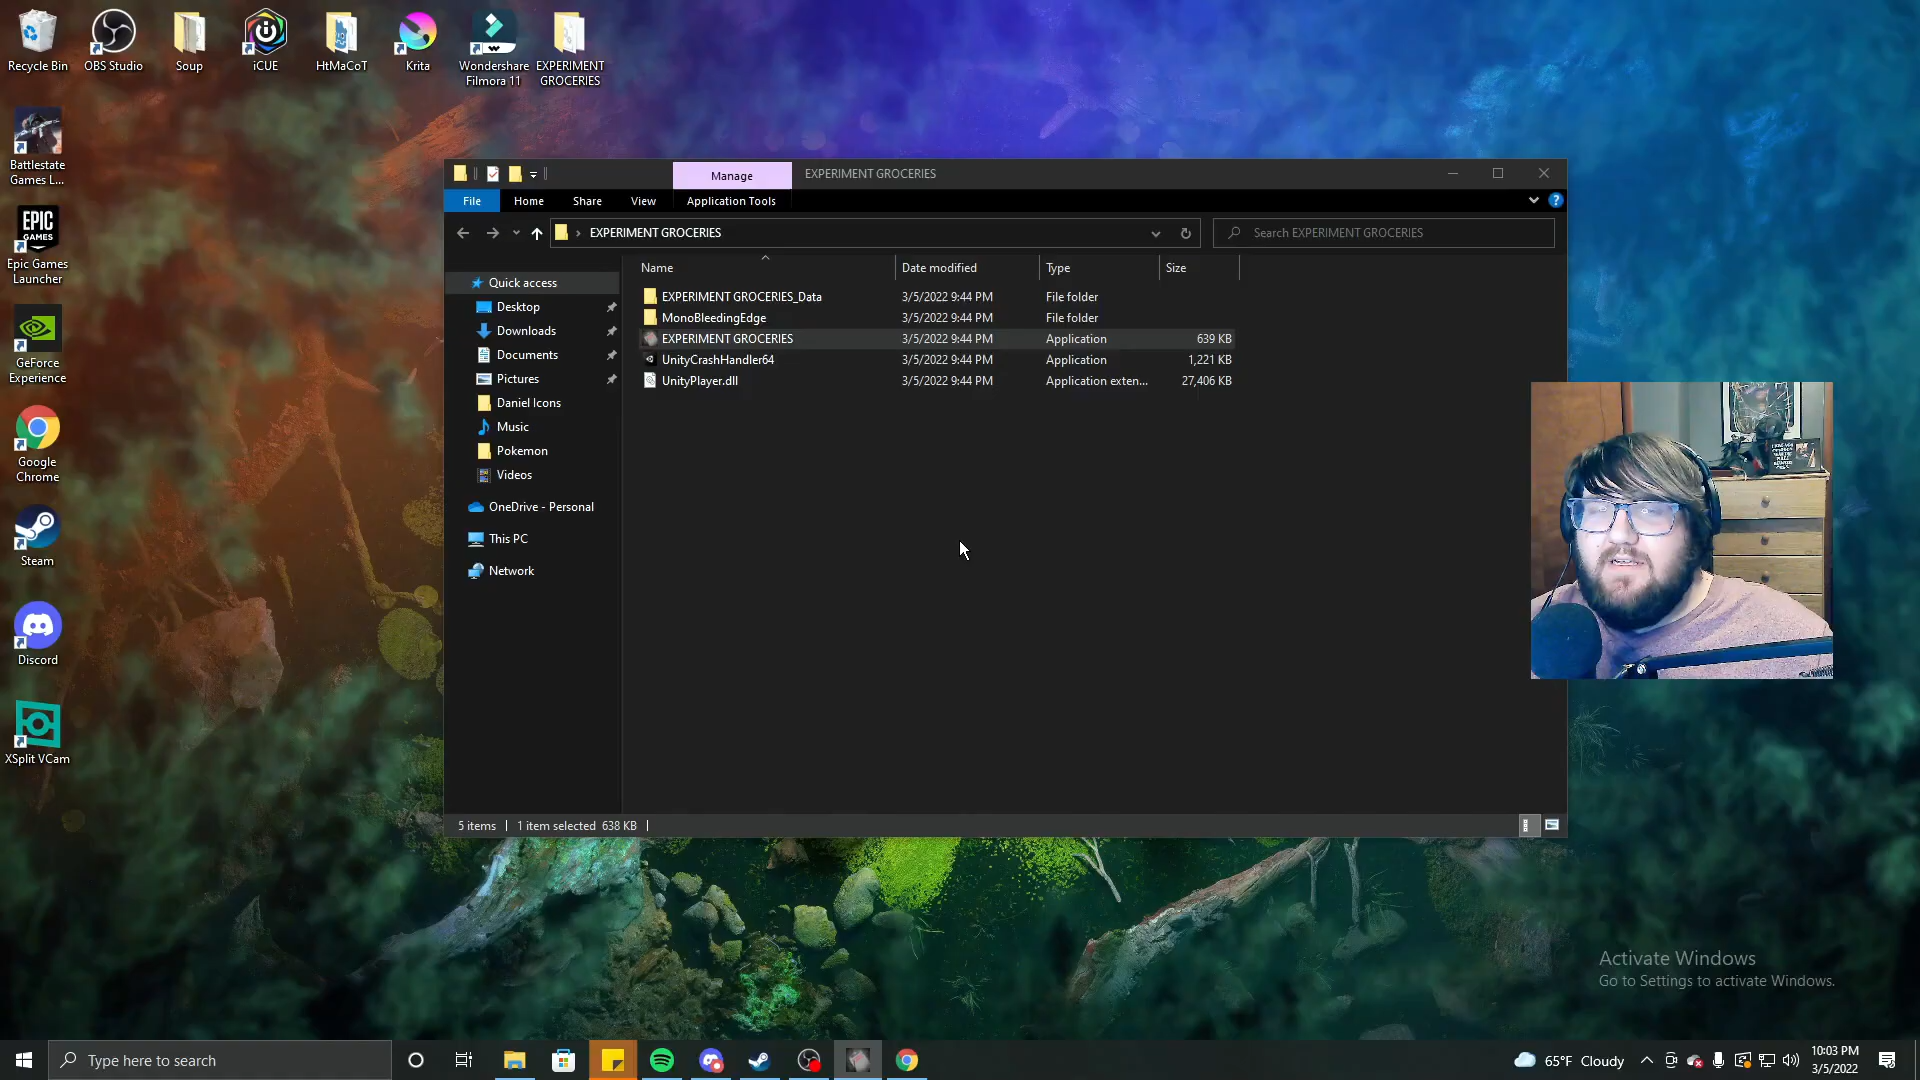 Recycle Bin
OBS Studio
Soup
iCUE
HtMaCoT
Krita
Wondershare
Filmora 11
EXPERIMENT
GROCERIES
Battlestate
Games L...
EPIC
GAMES
Epic Games
Launcher
GeForce
Experience
Google
Chrome
Steam
Discord
XSplit VCam
Manage
EXPERIMENT GROCERIES
File
Home
Share
View
Application Tools
EXPERIMENT GROCERIES
Search EXPERIMENT GROCERIES
Name
Date modified
Type
Size
Quick access
Desktop
Downloads
Documents
Pictures
Daniel Icons
Music
Pokemon
Videos
OneDrive - Personal
This PC
Network
EXPERIMENT GROCERIES_Data 3/5/2022 9:44 PM File folder
MonoBleedingEdge 3/5/2022 9:44 PM File folder
EXPERIMENT GROCERIES 3/5/2022 9:44 PM Application 639 KB
UnityCrashHandler64 3/5/2022 9:44 PM Application 1,221 KB
UnityPlayer.dll 3/5/2022 9:44 PM Application exten... 27,406 KB
5 items 1 item selected 638 KB
Activate Windows
Go to Settings to activate Windows.
Type here to search
65°F Cloudy
10:03 PM
3/5/2022